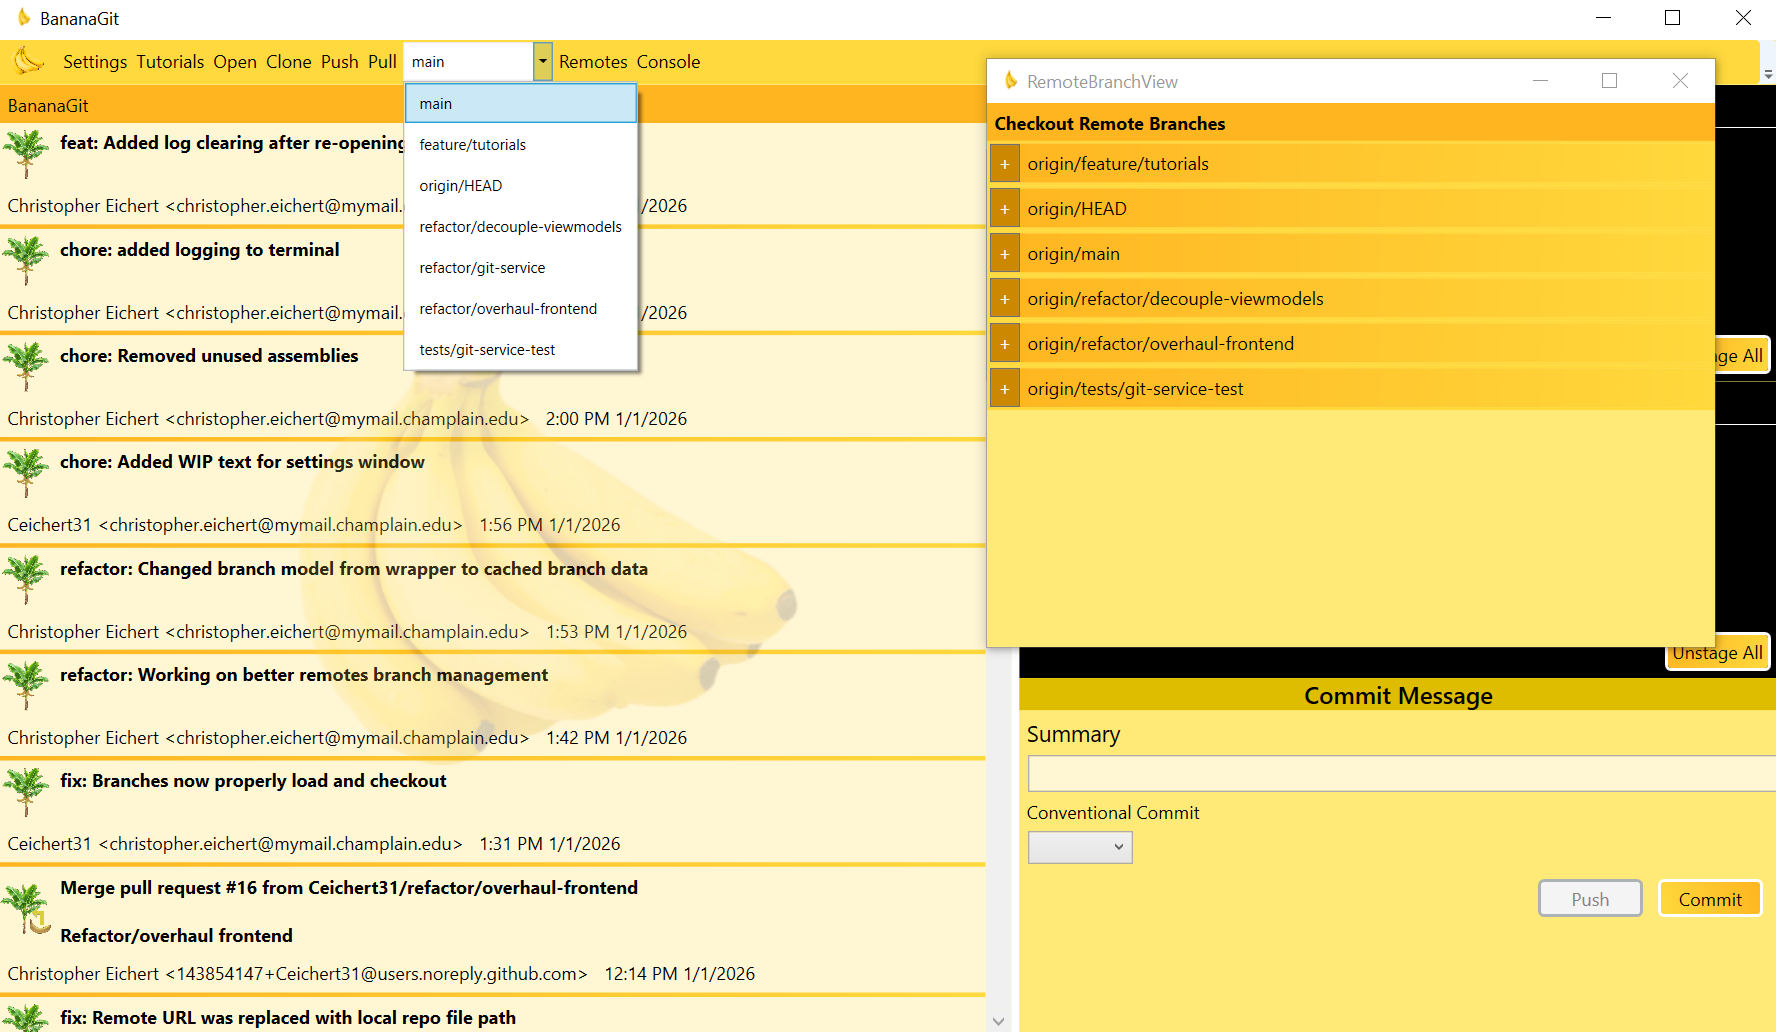 BananaGit
Settings Tutorials Open Clone Push Pull main Remotes Console
main
feature/tutorials
origin/HEAD
refactor/decouple-viewmodels
refactor/git-service
refactor/overhaul-frontend
tests/git-service-test
BananaGit
feat: Added log clearing after re-opening
Christopher Eichert <christopher.eichert@mymail. /2026
chore: added logging to terminal
Christopher Eichert <christopher.eichert@mymail. /2026
chore: Removed unused assemblies
Christopher Eichert <christopher.eichert@mymail.champlain.edu> 2:00 PM 1/1/2026
chore: Added WIP text for settings window
Ceichert31 <christopher.eichert@mymail.champlain.edu> 1:56 PM 1/1/2026
refactor: Changed branch model from wrapper to cached branch data
Christopher Eichert <christopher.eichert@mymail.champlain.edu> 1:53 PM 1/1/2026
refactor: Working on better remotes branch management
Christopher Eichert <christopher.eichert@mymail.champlain.edu> 1:42 PM 1/1/2026
fix: Branches now properly load and checkout
Ceichert31 <christopher.eichert@mymail.champlain.edu> 1:31 PM 1/1/2026
Merge pull request #16 from Ceichert31/refactor/overhaul-frontend
Refactor/overhaul frontend
Christopher Eichert <143854147+Ceichert31@users.noreply.github.com> 12:14 PM 1/1/2026
fix: Remote URL was replaced with local repo file path
RemoteBranchView
Checkout Remote Branches
+ origin/feature/tutorials
+ origin/HEAD
+ origin/main
+ origin/refactor/decouple-viewmodels
+ origin/refactor/overhaul-frontend
+ origin/tests/git-service-test
ge All
Unstage All
Commit Message
Summary
Conventional Commit
Push Commit